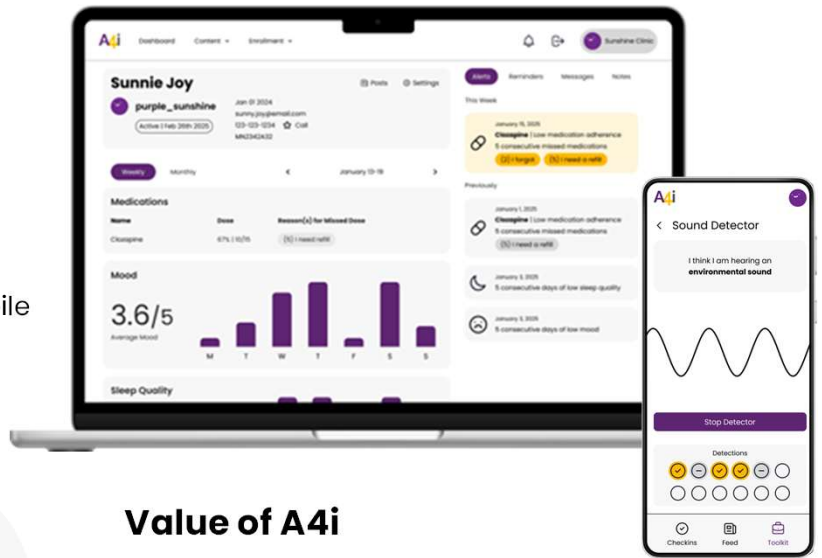 A4i
Dashboard
Content
Enrollment
Sunshine Clinic
Sunnie Joy
Posts
Settings
purple_sunshine
Active | Feb 26th 2025
Jan 01 2024
sunny.joy@email.com
123-123-1234 Call
MN2342A32
Weekly
Monthly
January 13-19
Medications
Name
Dose
Reason(s) for Missed Dose
Clozapine
67% | 10/15
(5) I need refill
Mood
3.6/5
Average Mood
M T W T F S S
Sleep Quality
Alerts
Reminders
Messages
Notes
This Week
January 15, 2025
Clozapine | Low medication adherence
5 consecutive missed medications
(2) I forgot
(5) I need a refill
Previously
January 1, 2025
Clozapine | Low medication adherence
5 consecutive missed medications
(5) I need a refill
January 3, 2025
5 consecutive days of low sleep quality
January 3, 2025
5 consecutive days of low mood
A4i
Sound Detector
I think I am hearing an
environmental sound
Stop Detector
Detections
Checkins
Feed
Toolkit
ile
Value of A4i